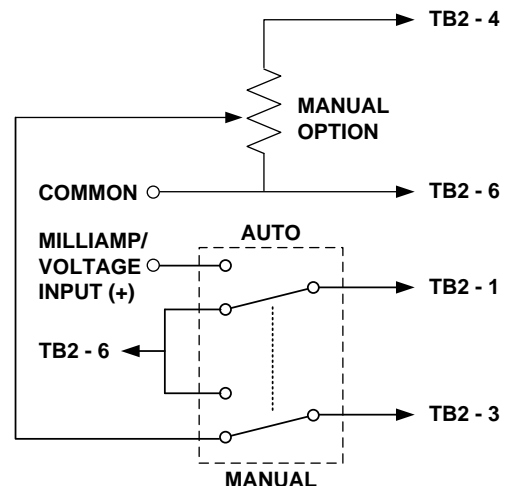 TB2 - 4
MANUAL
OPTION
COMMON
TB2 - 6
AUTO
MILLIAMP/
VOLTAGE
INPUT (+)
TB2 - 1
TB2 - 6
TB2 - 3
MANUAL